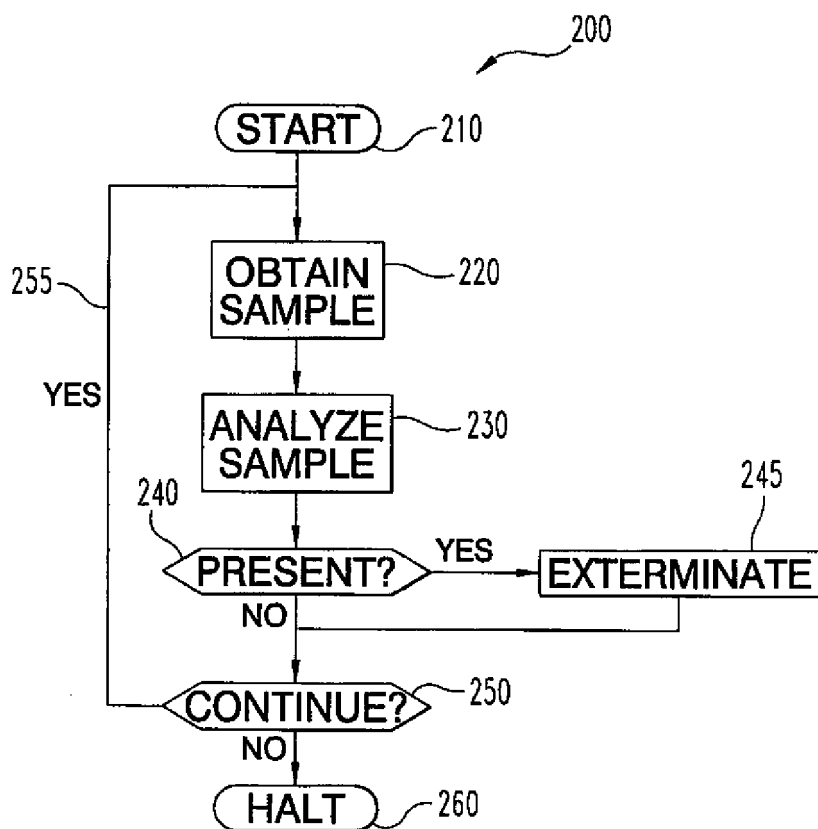 200
START
210
OBTAIN
SAMPLE
220
255
YES
ANALYZE
SAMPLE
230
240
PRESENT?
YES
245
EXTERMINATE
NO
CONTINUE?
250
NO
HALT
260